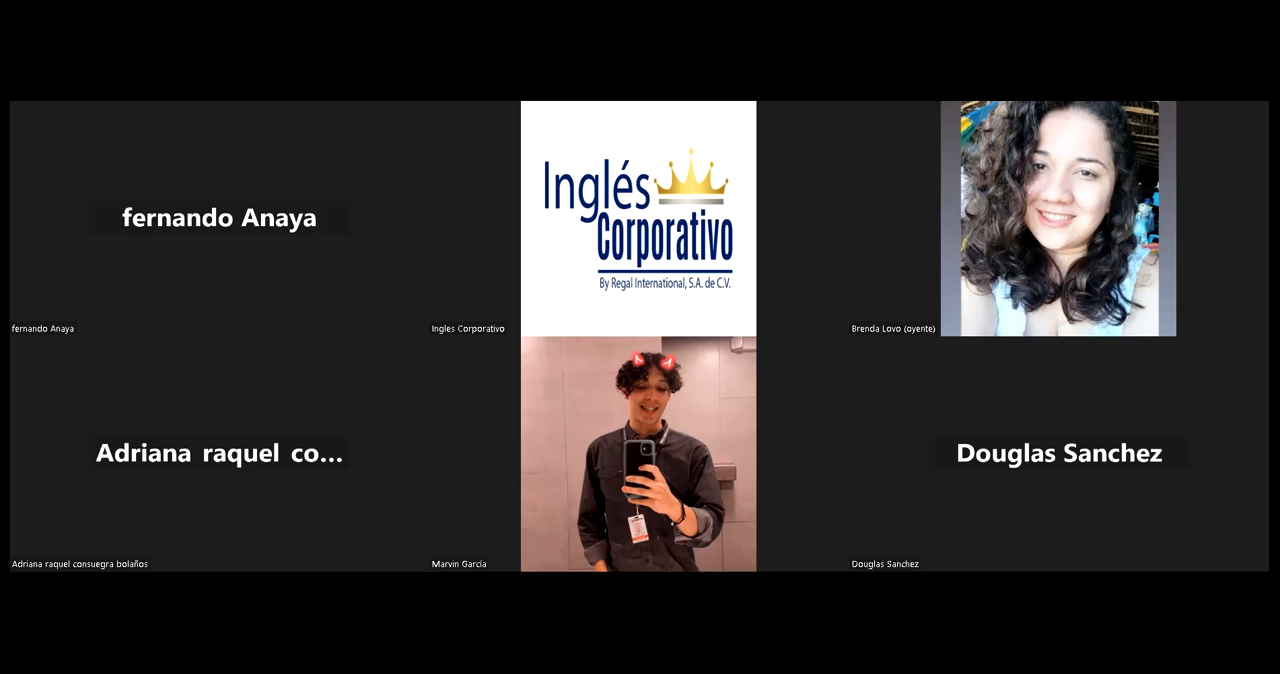 fernando Anaya
fernando Anaya
Inglés
Corporativo
By Regal International, S.A. de C.V.
Ingles Corporativo
Brenda Lovo (oyente)
Adriana raquel co...
Adriana raquel consuegra bolaños
Marvin García
Douglas Sanchez
Douglas Sanchez